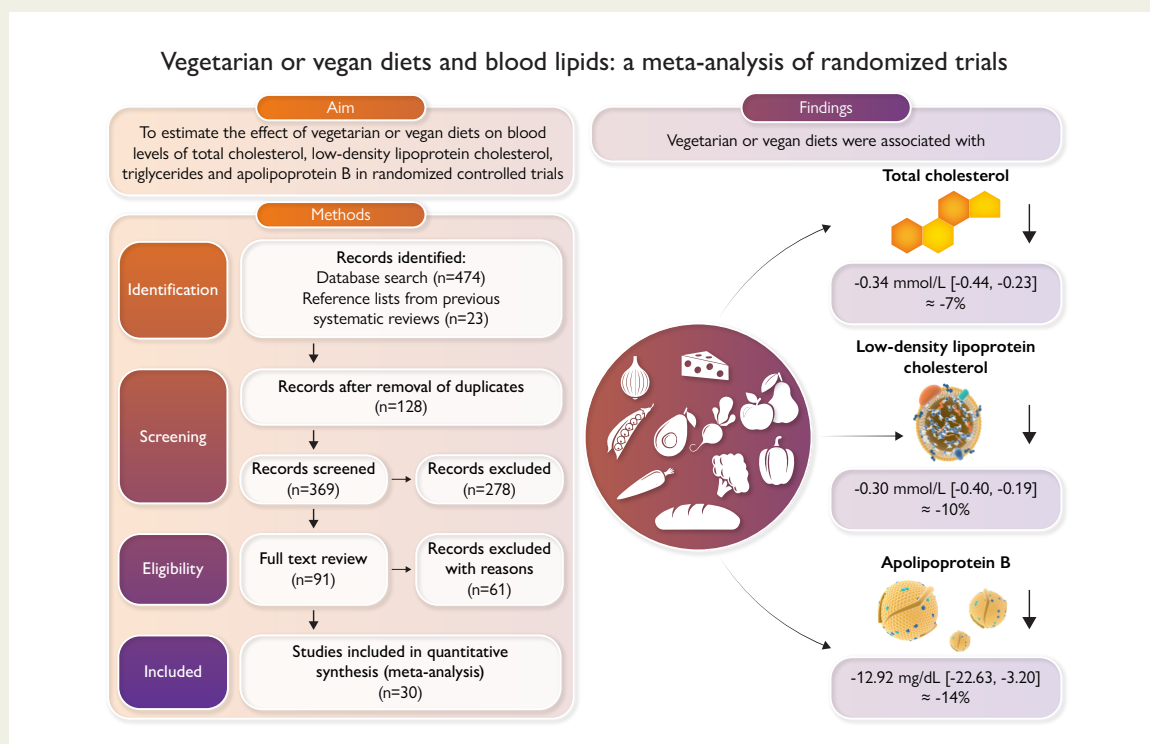 Vegetarian or vegan diets and blood lipids: a meta-analysis of randomized trials
Aim
To estimate the effect of vegetarian or vegan diets on blood
levels of total cholesterol, low-density lipoprotein cholesterol,
triglycerides and apolipoprotein B in randomized controlled trials
Methods
Identification
Records identified:
Database search (n=474)
Reference lists from previous
systematic reviews (n=23)
Screening
Records after removal of duplicates
(n=128)
Records screened
(n=369)
Records excluded
(n=278)
Eligibility
Full text review
(n=91)
Records excluded
with reasons
(n=61)
Included
Studies included in quantitative
synthesis (meta-analysis)
(n=30)
Findings
Vegetarian or vegan diets were associated with
Total cholesterol
-0.34 mmol/L [-0.44, -0.23]
≈ -7%
Low-density lipoprotein
cholesterol
-0.30 mmol/L [-0.40, -0.19]
≈ -10%
Apolipoprotein B
-12.92 mg/dL [-22.63, -3.20]
≈ -14%